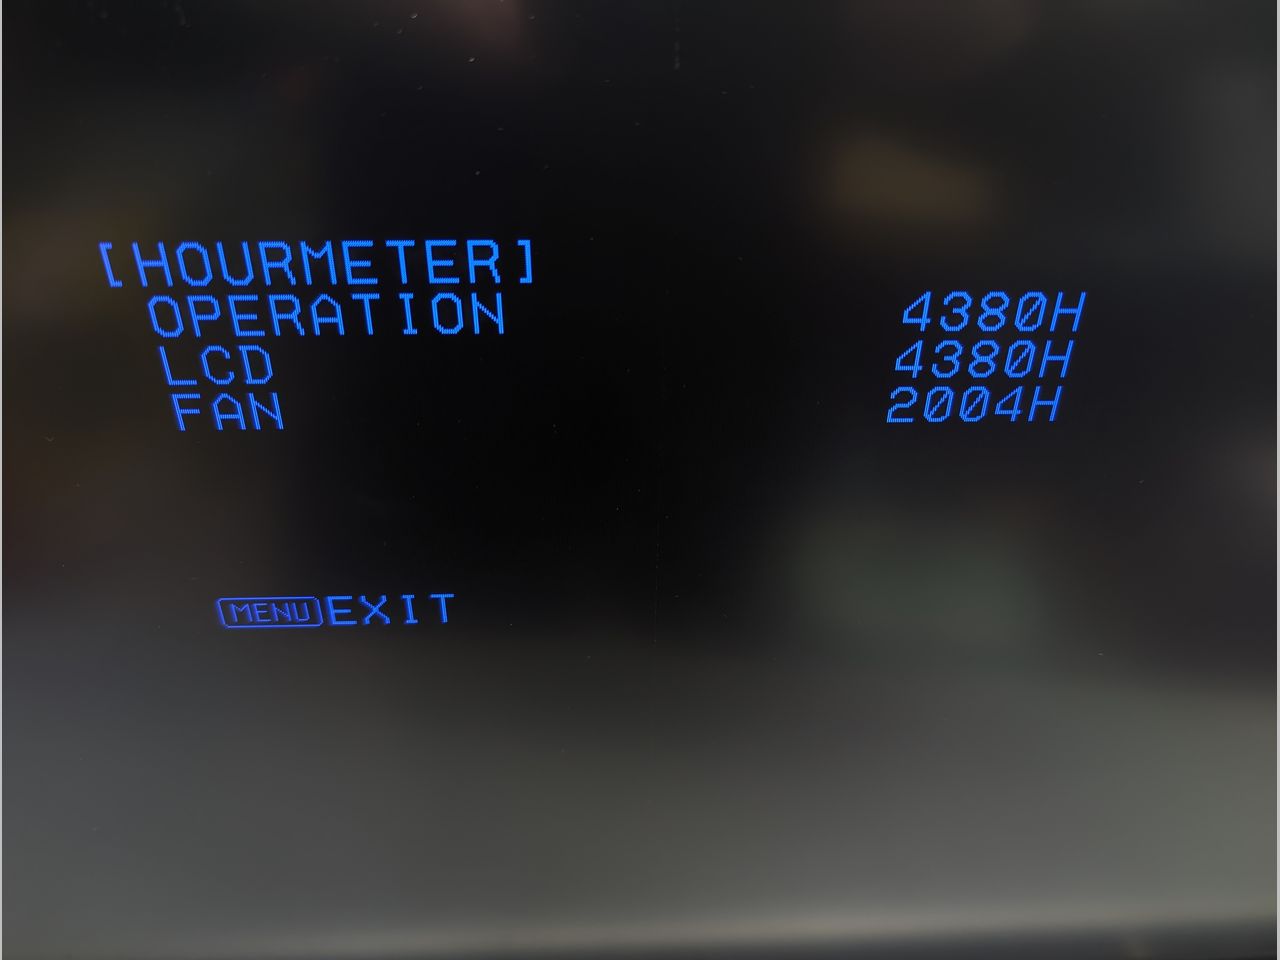 [HOURMETER]
OPERATION 4380H
LCD 4380H
FAN 2004H
MENU EXIT